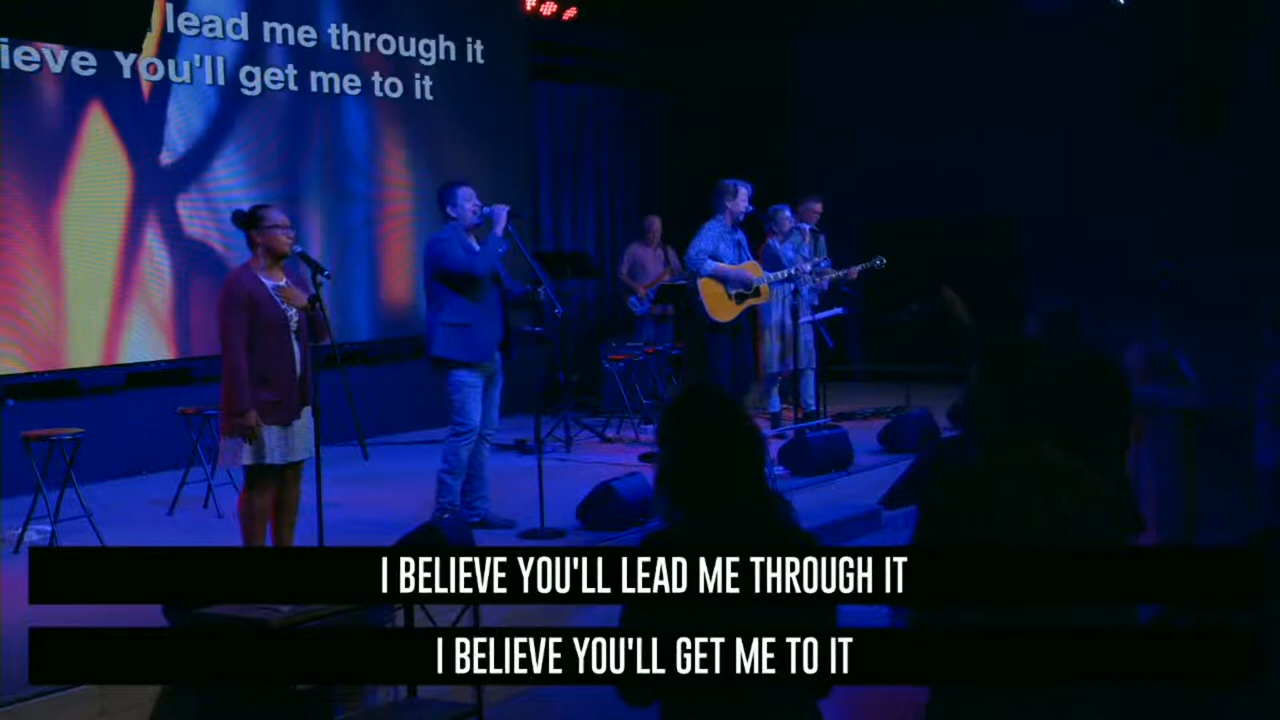 lead me through it
You'll get me to it
I BELIEVE YOU'LL LEAD ME THROUGH IT
I BELIEVE YOU'LL GET ME TO IT